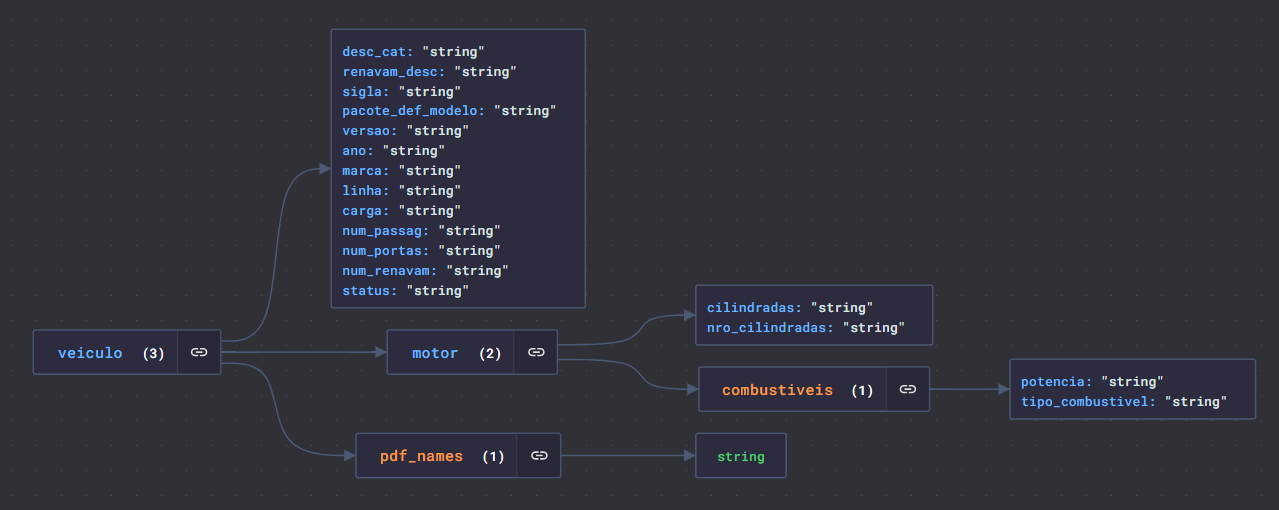 desc_cat: "string"
renavam_desc: "string"
sigla: "string"
pacote_def_modelo: "string"
versao: "string"
ano: "string"
marca: "string"
linha: "string"
carga: "string"
num_passag: "string"
num_portas: "string"
num_renavam: "string"
status: "string"
veiculo (3)
motor (2)
cilindradas: "string"
nro_cilindradas: "string"
combustiveis (1)
potencia: "string"
tipo_combustivel: "string"
pdf_names (1)
string